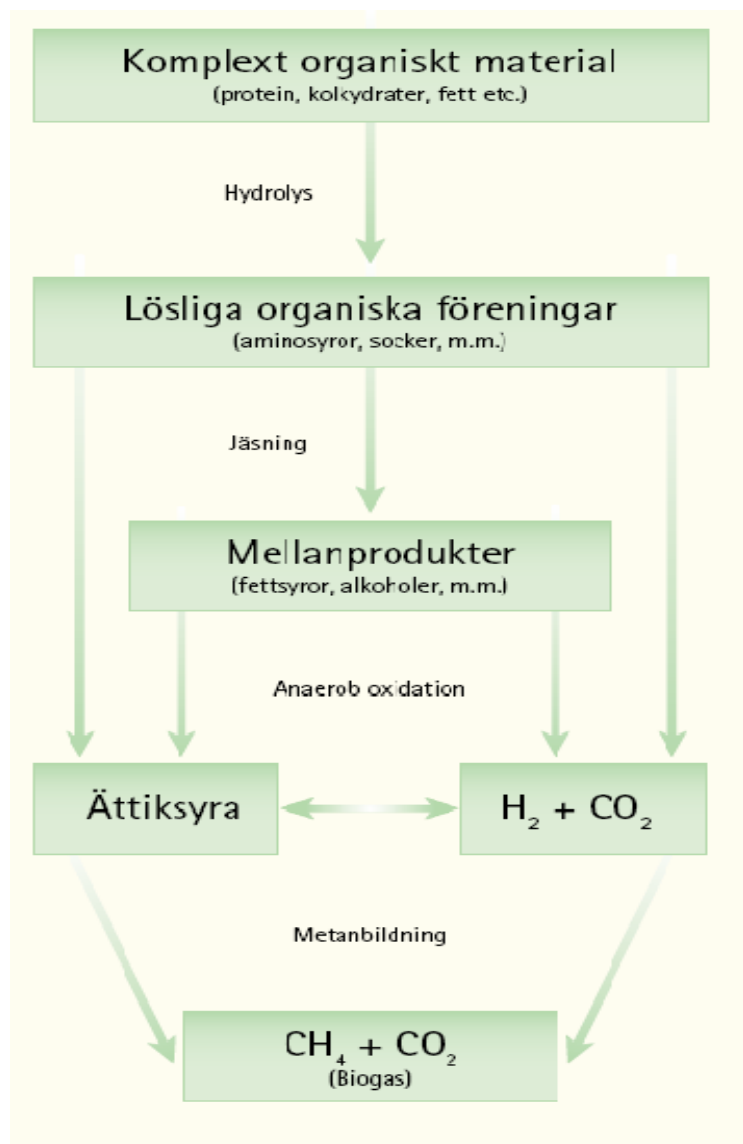 Komplext organiskt material
(protein, kolkydrater, fett etc.)
Hydrolys
Lösliga organiska föreningar
(aminosyror, socker, m.m.)
Jäsning
Mellanprodukter
(fettsyror, alkoholer, m.m.)
Anaerob oxidation
Ättiksyra
H₂ + CO₂
Metanbildning
CH₄ + CO₂
(Biogas)